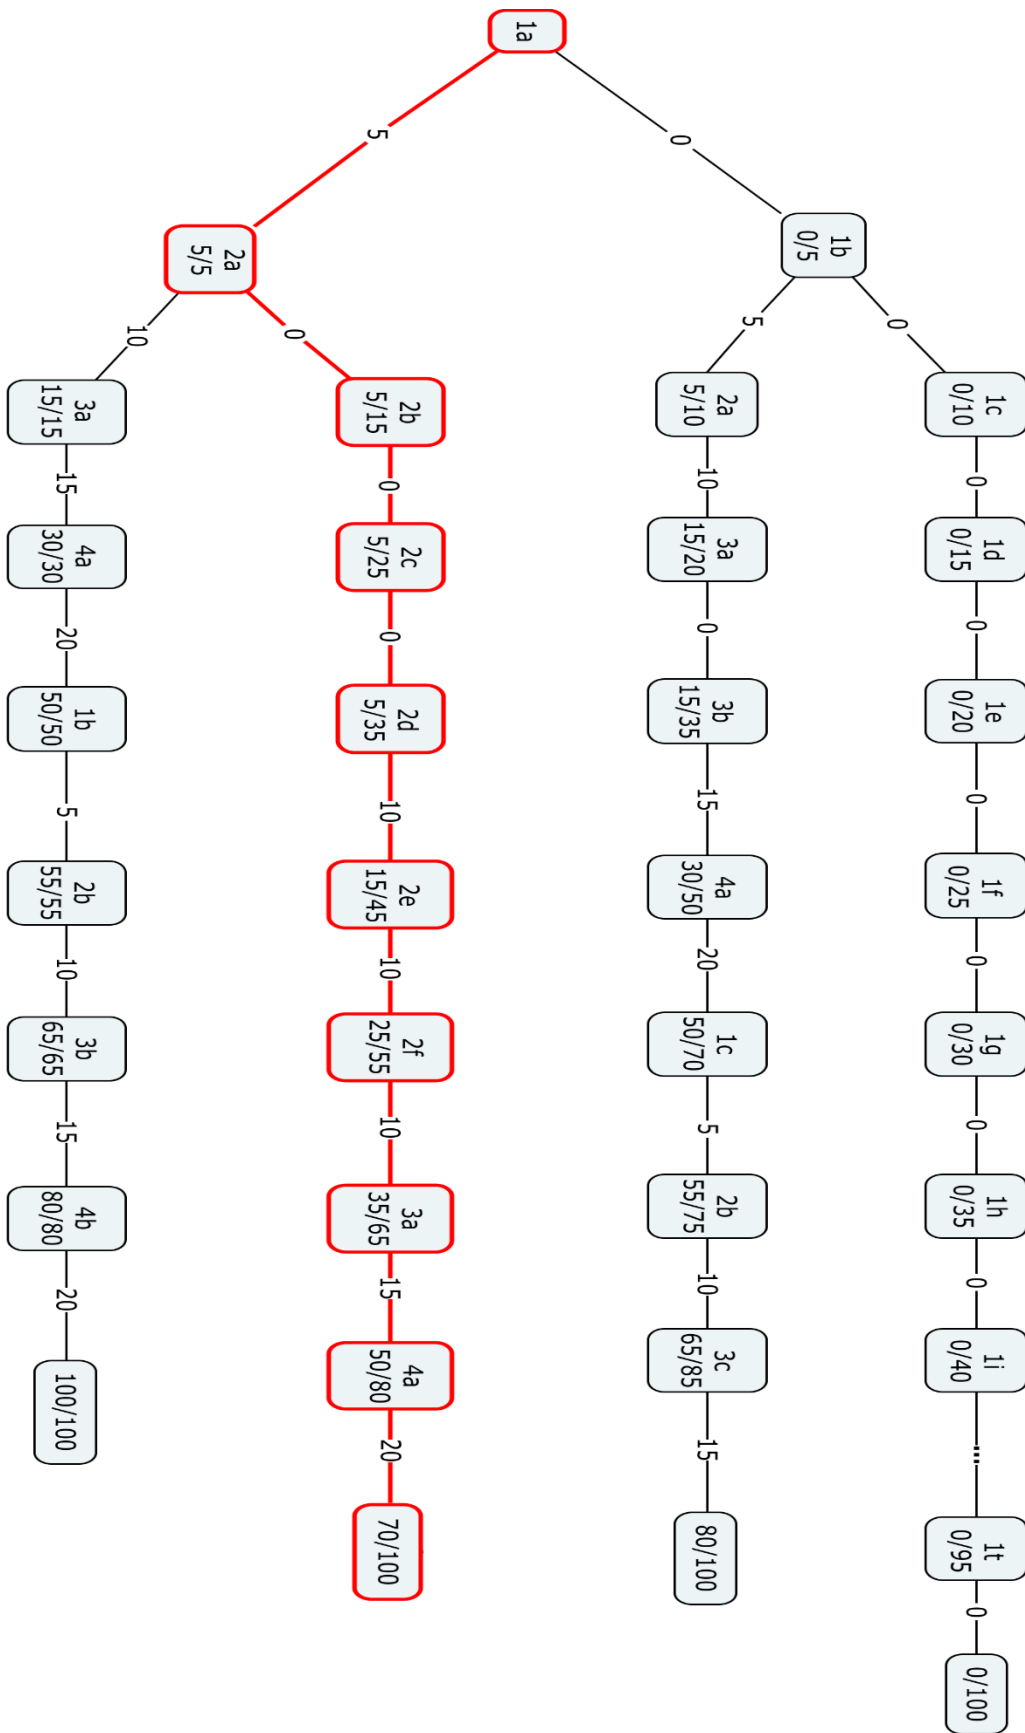 1a
5
0
2a
5/5
1b
0/5
10
0
5
0
3a
15/15
2b
5/15
2a
5/10
1c
0/10
15
0
10
0
4a
30/30
2c
5/25
3a
15/20
1d
0/15
20
0
0
0
1b
50/50
2d
5/35
3b
15/35
1e
0/20
5
10
15
0
2b
55/55
2e
15/45
4a
30/50
1f
0/25
10
10
20
0
3b
65/65
2f
25/55
1c
50/70
1g
0/30
15
10
5
0
4b
80/80
3a
35/65
2b
55/75
1h
0/35
20
15
10
0
100/100
4a
50/80
3c
65/85
1i
0/40
20
15
...
70/100
80/100
1t
0/95
0
0/100